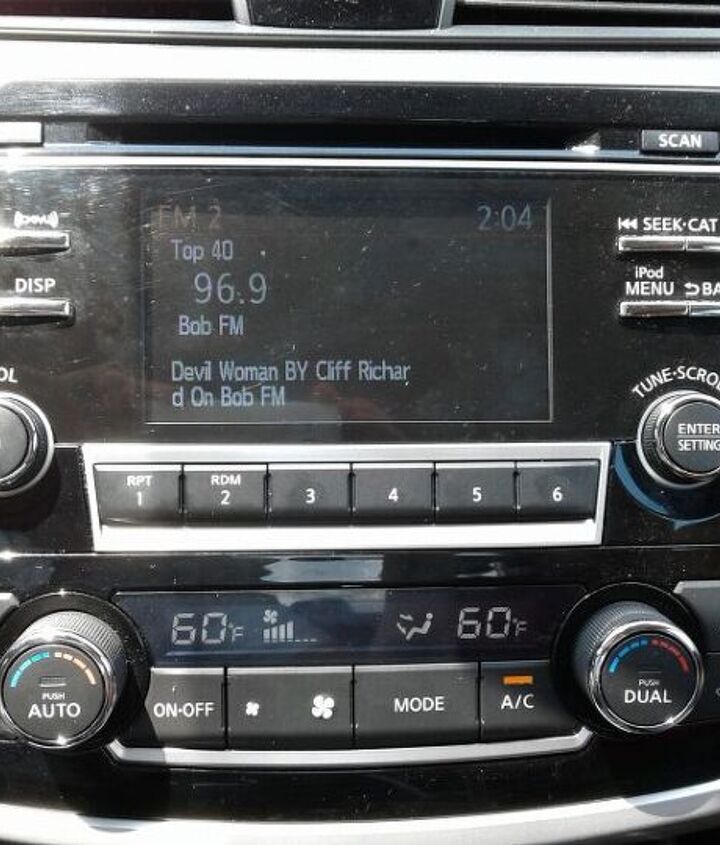 SCAN
FM 2 2:04
SEEK·CAT
Top 40
96.9
DISP
iPod
MENU
Bob FM
Devil Woman BY Cliff Richar
d On Bob FM
TUNE·SCRO
ENTER
SETTING
RPT RDM
1 2 3 4 5 6
60°F 60°F
PUSH
AUTO
ON·OFF
MODE
A/C
PUSH
DUAL